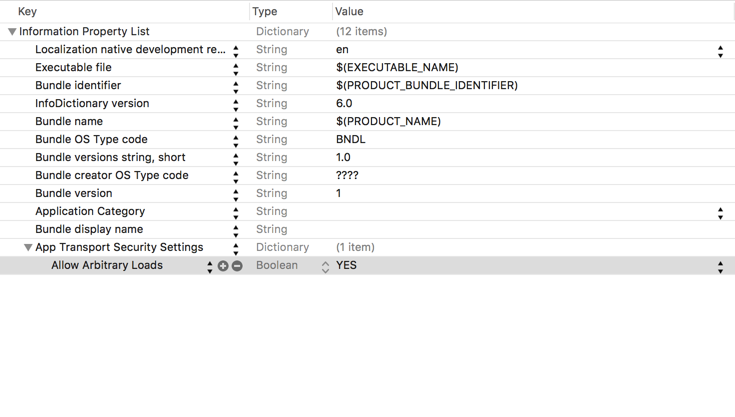 Key Type Value
Information Property List Dictionary (12 items)
Localization native development re... String en
Executable file String $(EXECUTABLE_NAME)
Bundle identifier String $(PRODUCT_BUNDLE_IDENTIFIER)
InfoDictionary version String 6.0
Bundle name String $(PRODUCT_NAME)
Bundle OS Type code String BNDL
Bundle versions string, short String 1.0
Bundle creator OS Type code String ????
Bundle version String 1
Application Category String
Bundle display name String
App Transport Security Settings Dictionary (1 item)
Allow Arbitrary Loads Boolean YES